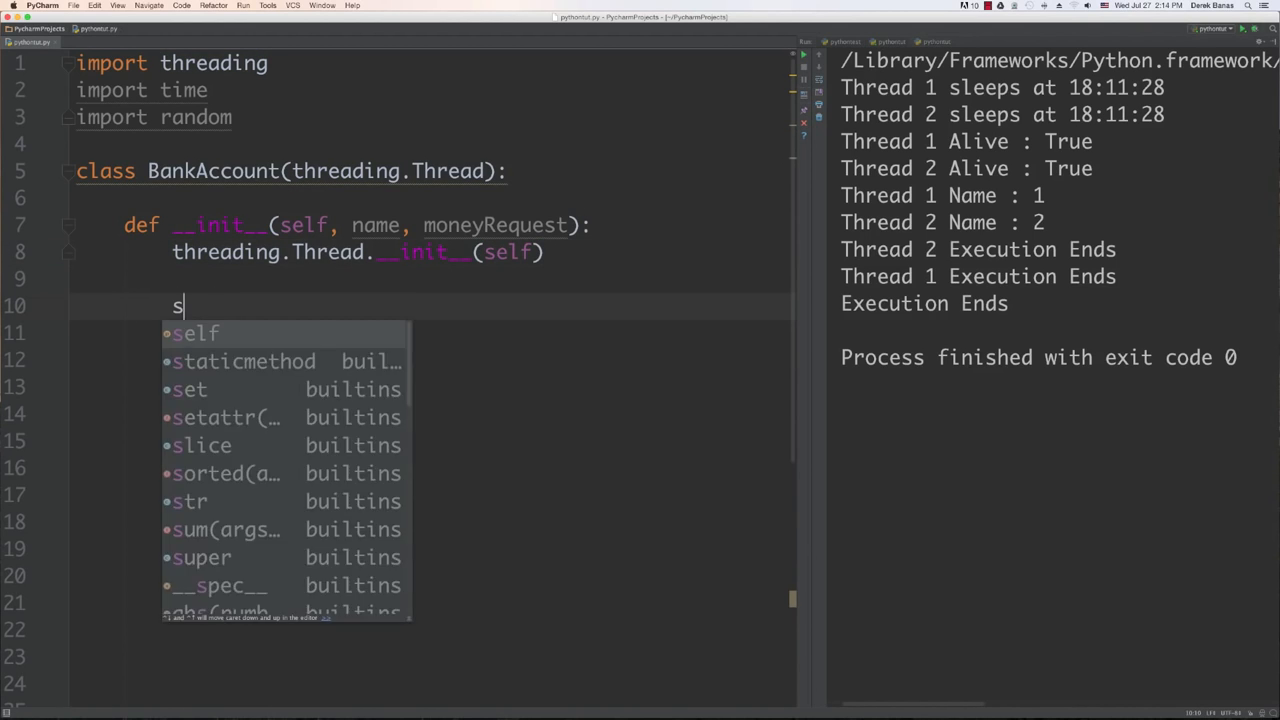 PyCharm File Edit View Navigate Code Refactor Run Tools VCS Window Help
10 Wed Jul 27 2:14 PM Derek Banas
pythontut.py - PycharmProjects - [~/PycharmProjects]
PycharmProjects pythontut.py
pythontut
pythontut.py
Run: pythontest pythontut pythontut
1 import threading
2 import time
3 import random
4
5 class BankAccount(threading.Thread):
6
7 def __init__(self, name, moneyRequest):
8 threading.Thread.__init__(self)
9
10 s
11
12
13
14
15
16
17
18
19
20
21
22
23
24
self
staticmethod buil…
set builtins
setattr(… builtins
slice builtins
sorted(a… builtins
str builtins
sum(args… builtins
super builtins
__spec__ builtins
abs(numb… builtins
^↓ and ^↑ will move caret down and up in the editor >>
/Library/Frameworks/Python.framework/
Thread 1 sleeps at 18:11:28
Thread 2 sleeps at 18:11:28
Thread 1 Alive : True
Thread 2 Alive : True
Thread 1 Name : 1
Thread 2 Name : 2
Thread 2 Execution Ends
Thread 1 Execution Ends
Execution Ends
Process finished with exit code 0
10:10 LF÷ UTF-8÷